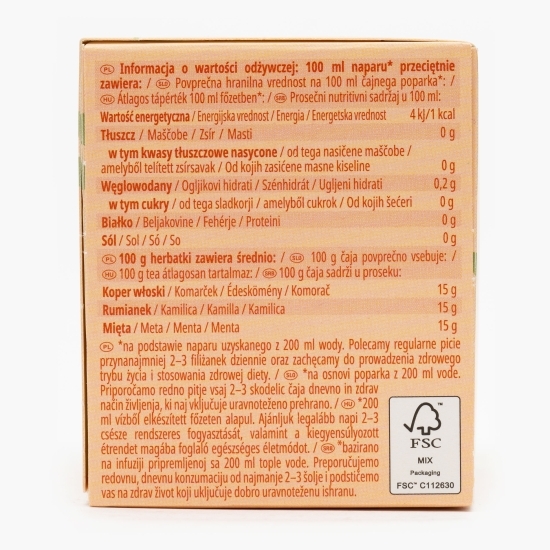 PL Informacja o wartości odżywczej: 100 ml naparu* przeciętnie
zawiera: / SLO Povprečna hranilna vrednost na 100 ml čajnega poparka*: /
HU Átlagos tápérték 100 ml főzetben*: / HR Prosečni nutritivni sadržaj u 100 ml:
Wartość energetyczna / Energijska vrednost / Energia / Energetska vrednost 4 kJ/1 kcal
Tłuszcz / Maščobe / Zsír / Masti 0 g
w tym kwasy tłuszczowe nasycone / od tega nasičene maščobe /
amelyből telített zsírsavak / Od kojih zasićene masne kiseline 0 g
Węglowodany / Ogljikovi hidrati / Szénhidrát / Ugljeni hidrati 0,2 g
w tym cukry / od tega sladkorji / amelyből cukrok / Od kojih šećeri 0 g
Białko / Beljakovine / Fehérje / Proteini 0 g
Sól / Sol / Só / So 0 g
PL 100 g herbatki zawiera średnio: / SLO 100 g čaja povprečno vsebuje: /
HU 100 g tea átlagosan tartalmaz: / 100 g čaja sadrži u proseku:
Koper włoski / Komarček / Édeskömény / Komorač 15 g
Rumianek / Kamilica / Kamilla / Kamilica 15 g
Mięta / Meta / Menta / Menta 15 g
PL *na podstawie naparu uzyskanego z 200 ml wody. Polecamy regularne picie
przynanajmniej 2–3 filiżanek dziennie oraz zachęcamy do prowadzenia zdrowego
trybu życia i stosowania zdrowej diety. / SLO *na osnovi poparka z 200 ml vode.
Priporočamo redno pitje vsaj 2–3 skodelic čaja dnevno in zdrav
način življenja, ki naj vključuje uravnoteženo prehrano. / HU *200
ml vízből elkészített főzeten alapul. Ajánljuk legalább napi 2–3
csésze rendszeres fogyasztását, valamint a kiegyensúlyozott
étrendet magába foglaló egészséges életmódot. / *bazirano
na infuziji pripremljenoj sa 200 ml tople vode. Preporučujemo
redovnu, dnevnu konzumaciju od najmanje 2–3 šolje i podstičemo
vas na zdrav život koji uključuje dobro uravnoteženu ishranu.
FSC
MIX
Packaging
FSC™ C112630